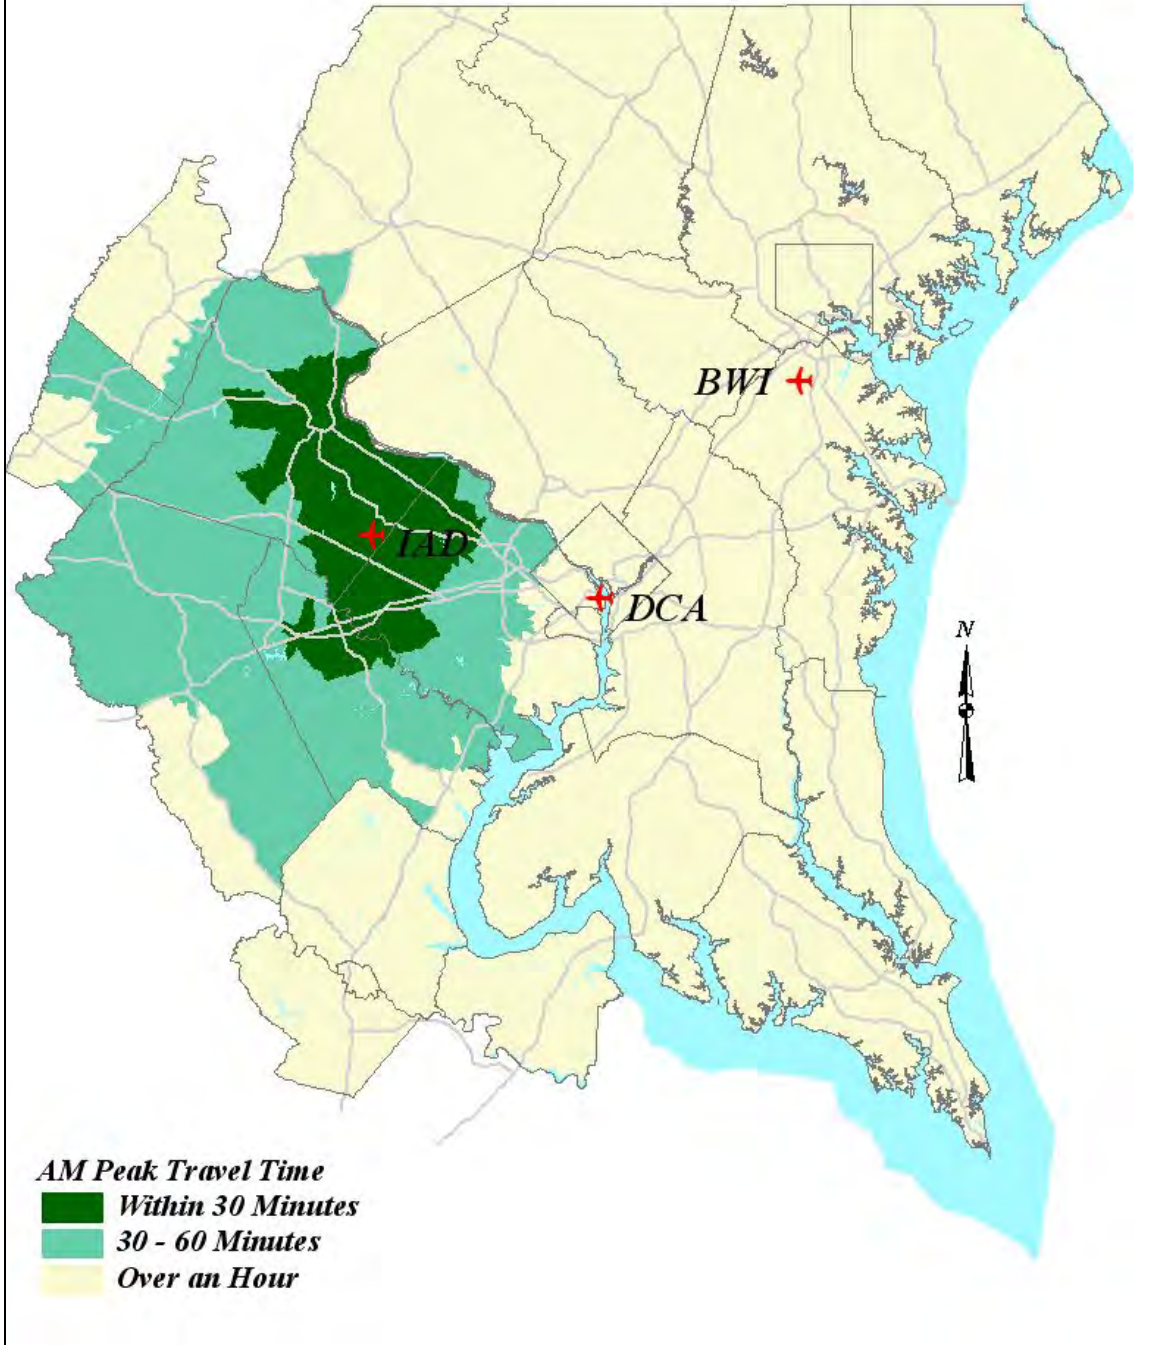 BWI
IAD
DCA
N
AM Peak Travel Time
Within 30 Minutes
30 - 60 Minutes
Over an Hour